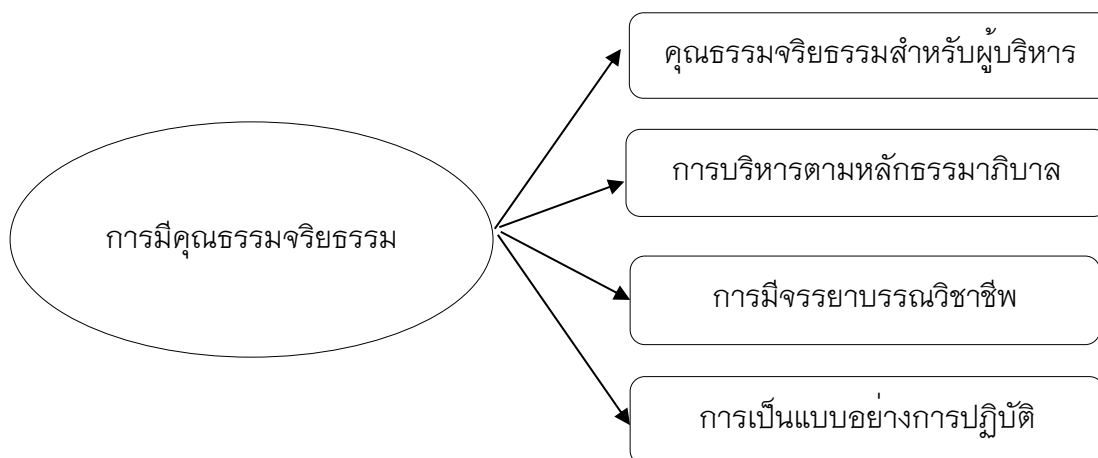 คุณธรรมจริยธรรมสำหรับผู้บริหาร
การบริหารตามหลักธรรมาภิบาล
การมีคุณธรรมจริยธรรม
การมีจรรยาบรรณวิชาชีพ
การเป็นแบบอย่างการปฏิบัติ